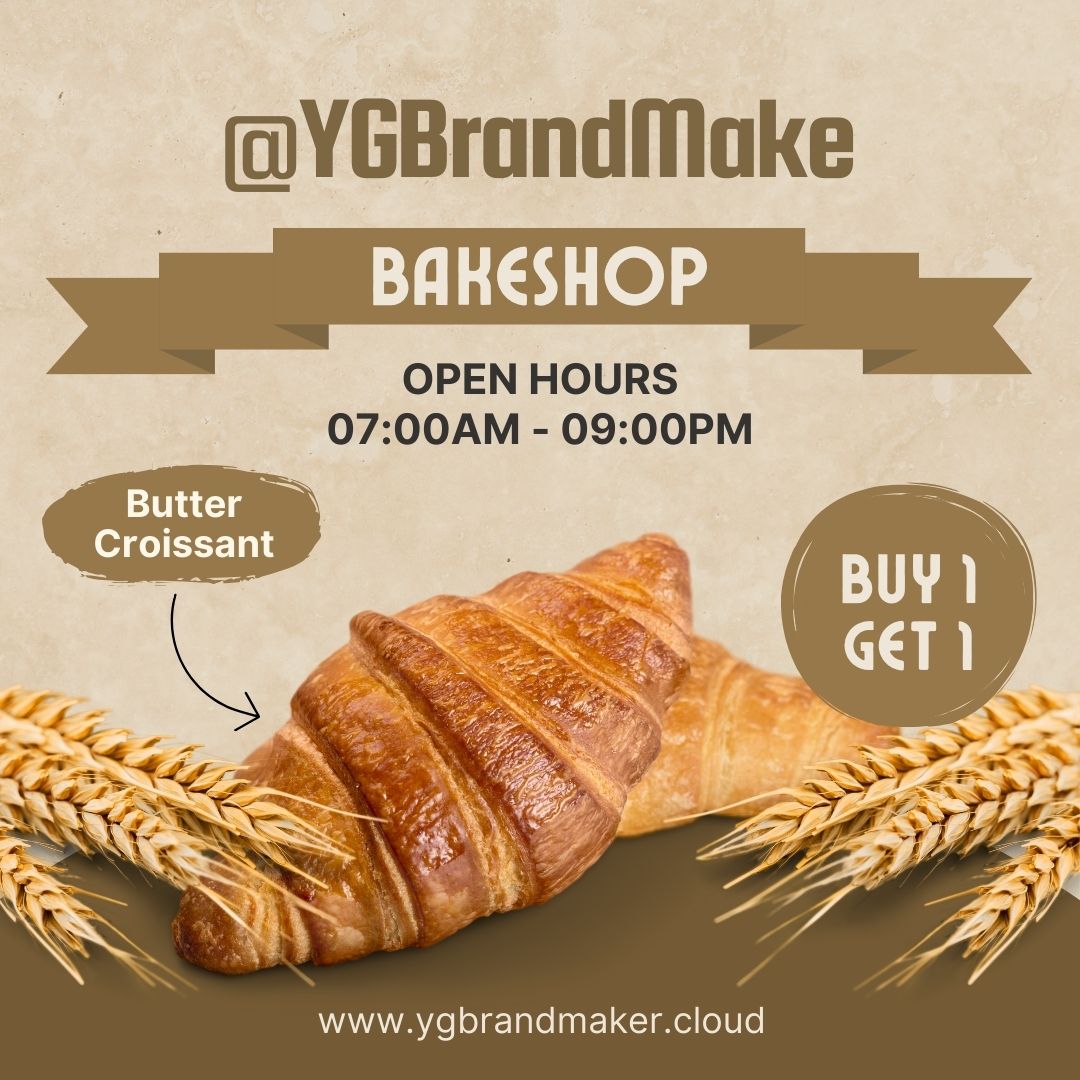 @YGBrandMake
BAKESHOP
OPEN HOURS
07:00AM - 09:00PM
Butter
Croissant
BUY 1
GET 1
www.ygbrandmaker.cloud